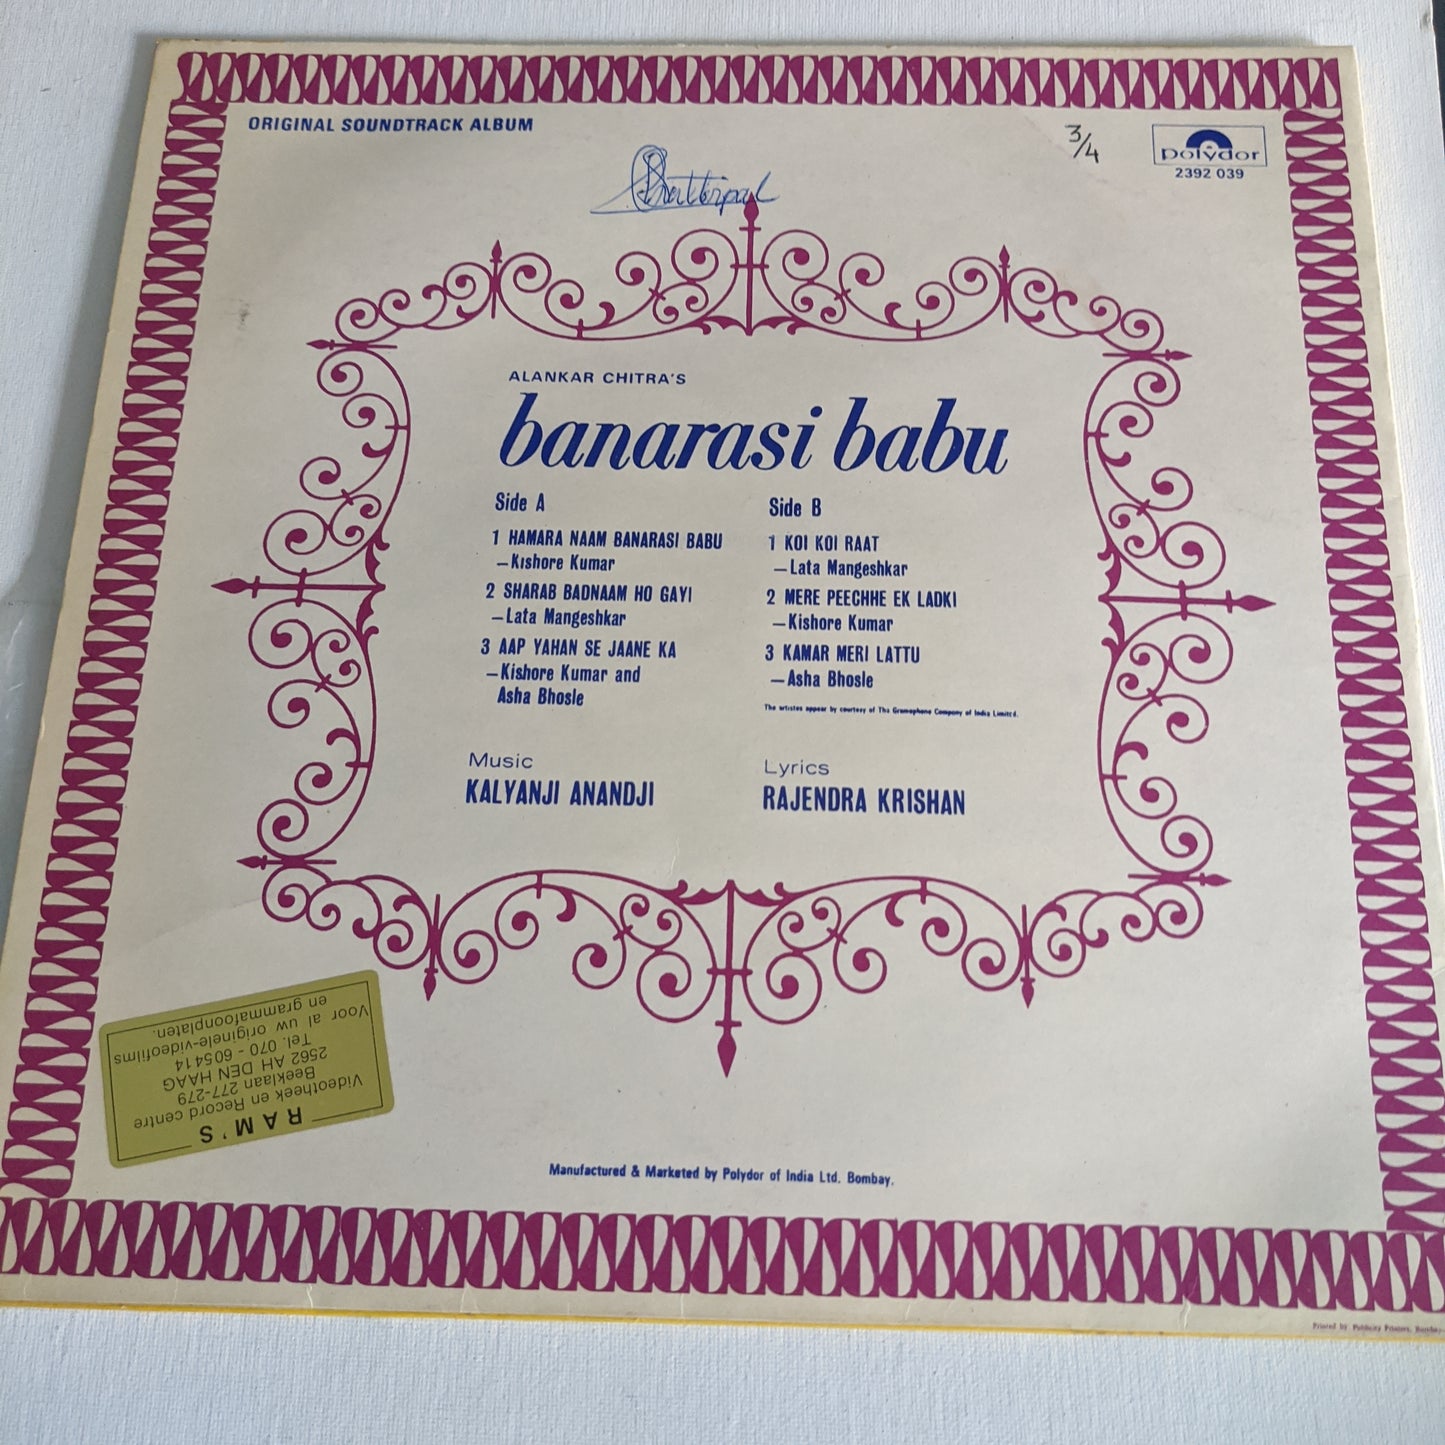 ORIGINAL SOUNDTRACK ALBUM
3/4
polydor
2392 039
ALANKAR CHITRA'S
banarasi babu
Side A
1 HAMARA NAAM BANARASI BABU
—Kishore Kumar
2 SHARAB BADNAAM HO GAYI
—Lata Mangeshkar
3 AAP YAHAN SE JAANE KA
—Kishore Kumar and
Asha Bhosle
Side B
1 KOI KOI RAAT
—Lata Mangeshkar
2 MERE PEECHHE EK LADKI
—Kishore Kumar
3 KAMAR MERI LATTU
—Asha Bhosle
The artistes appear by courtesy of The Gramophone Company of India Limited.
Music
KALYANJI ANANDJI
Lyrics
RAJENDRA KRISHAN
RAM'S
Videotheek en Record centre
Beeklaan 277-279
2562 AH DEN HAAG
Tel. 070 - 605414
Voor al uw originele-videofilms
en grammafoonplaten.
Manufactured & Marketed by Polydor of India Ltd. Bombay.
Printed by Publicity Printers,